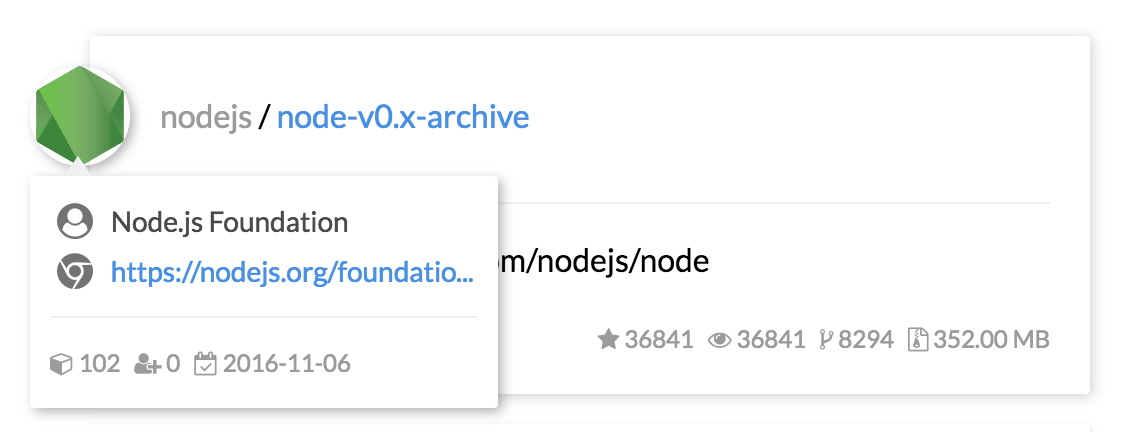 nodejs / node-v0.x-archive
Node.js Foundation
https://nodejs.org/foundatio...
com/nodejs/node
36841 36841 8294 352.00 MB
102 0 2016-11-06